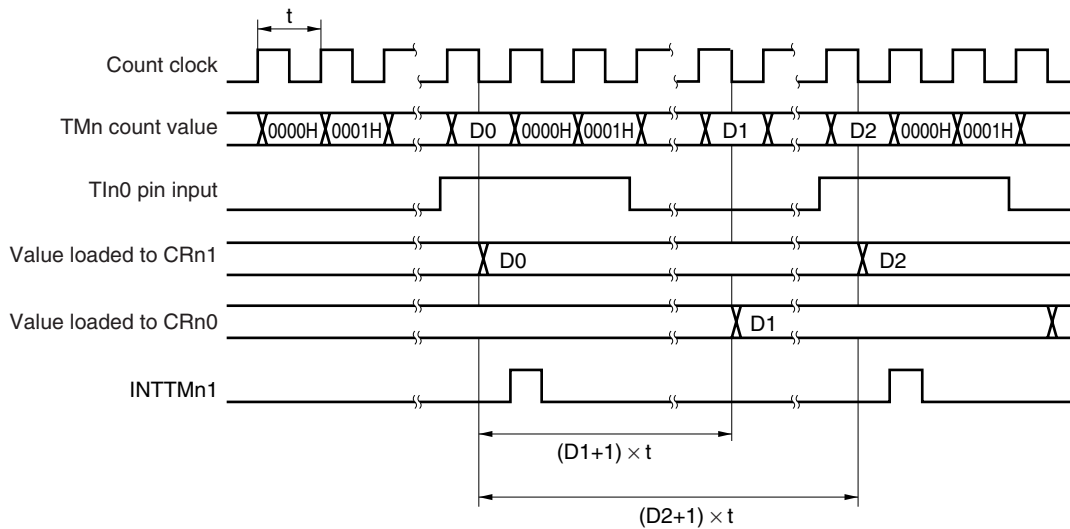 t
Count clock
TMn count value 0000H 0001H D0 0000H 0001H D1 D2 0000H 0001H
TIn0 pin input
Value loaded to CRn1 D0 D2
Value loaded to CRn0 D1
INTTMn1
(D1+1) × t
(D2+1) × t